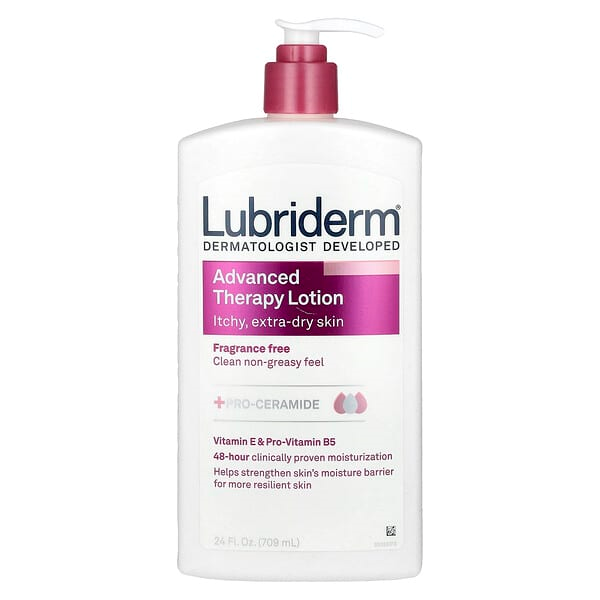 Lubriderm®
DERMATOLOGIST DEVELOPED
Advanced
Therapy Lotion
Itchy, extra-dry skin
Fragrance free
Clean non-greasy feel
+PRO-CERAMIDE
Vitamin E & Pro-Vitamin B5
48-hour clinically proven moisturization
Helps strengthen skin's moisture barrier
for more resilient skin
24 Fl. Oz. (709 mL)